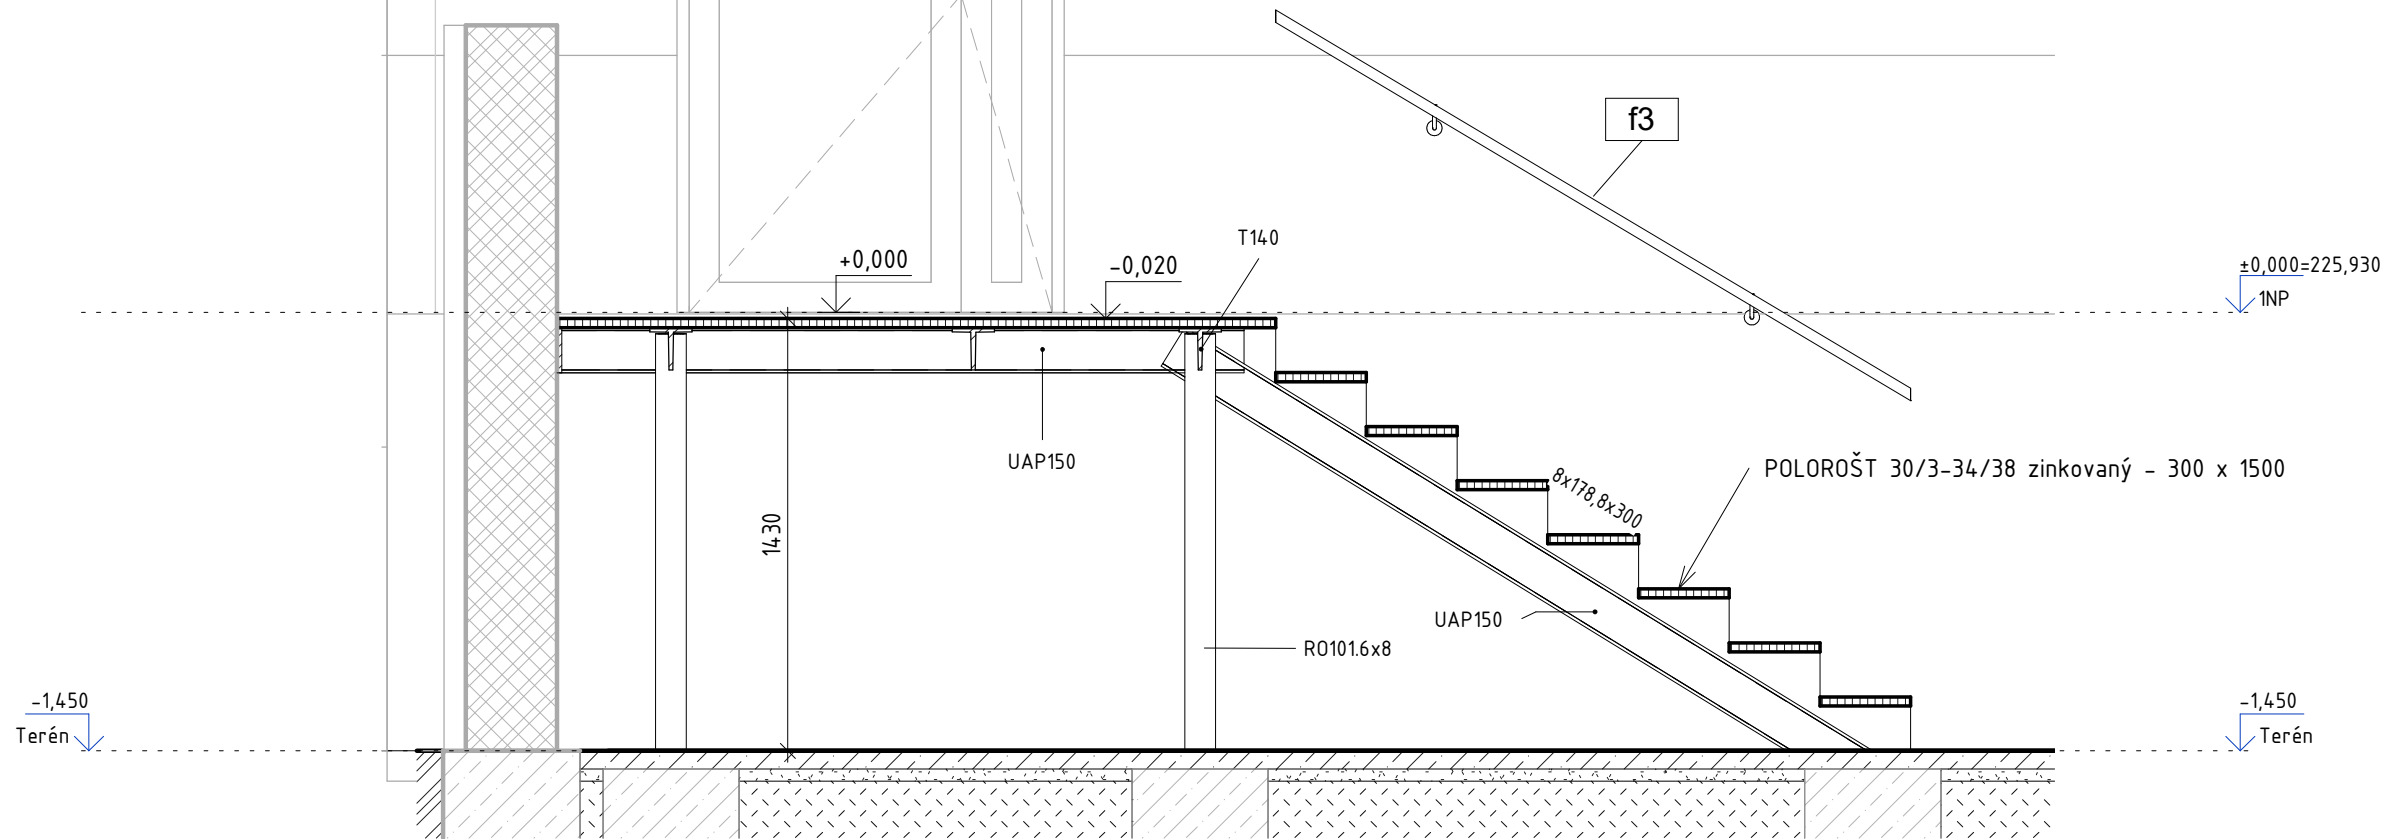 f3
T140
+0,000
-0,020
±0,000=225,930
1NP
UAP150
POLOROŠT 30/3-34/38 zinkovaný - 300 x 1500
8x178,8x300
1430
UAP150
RO101.6x8
-1,450
Terén
-1,450
Terén